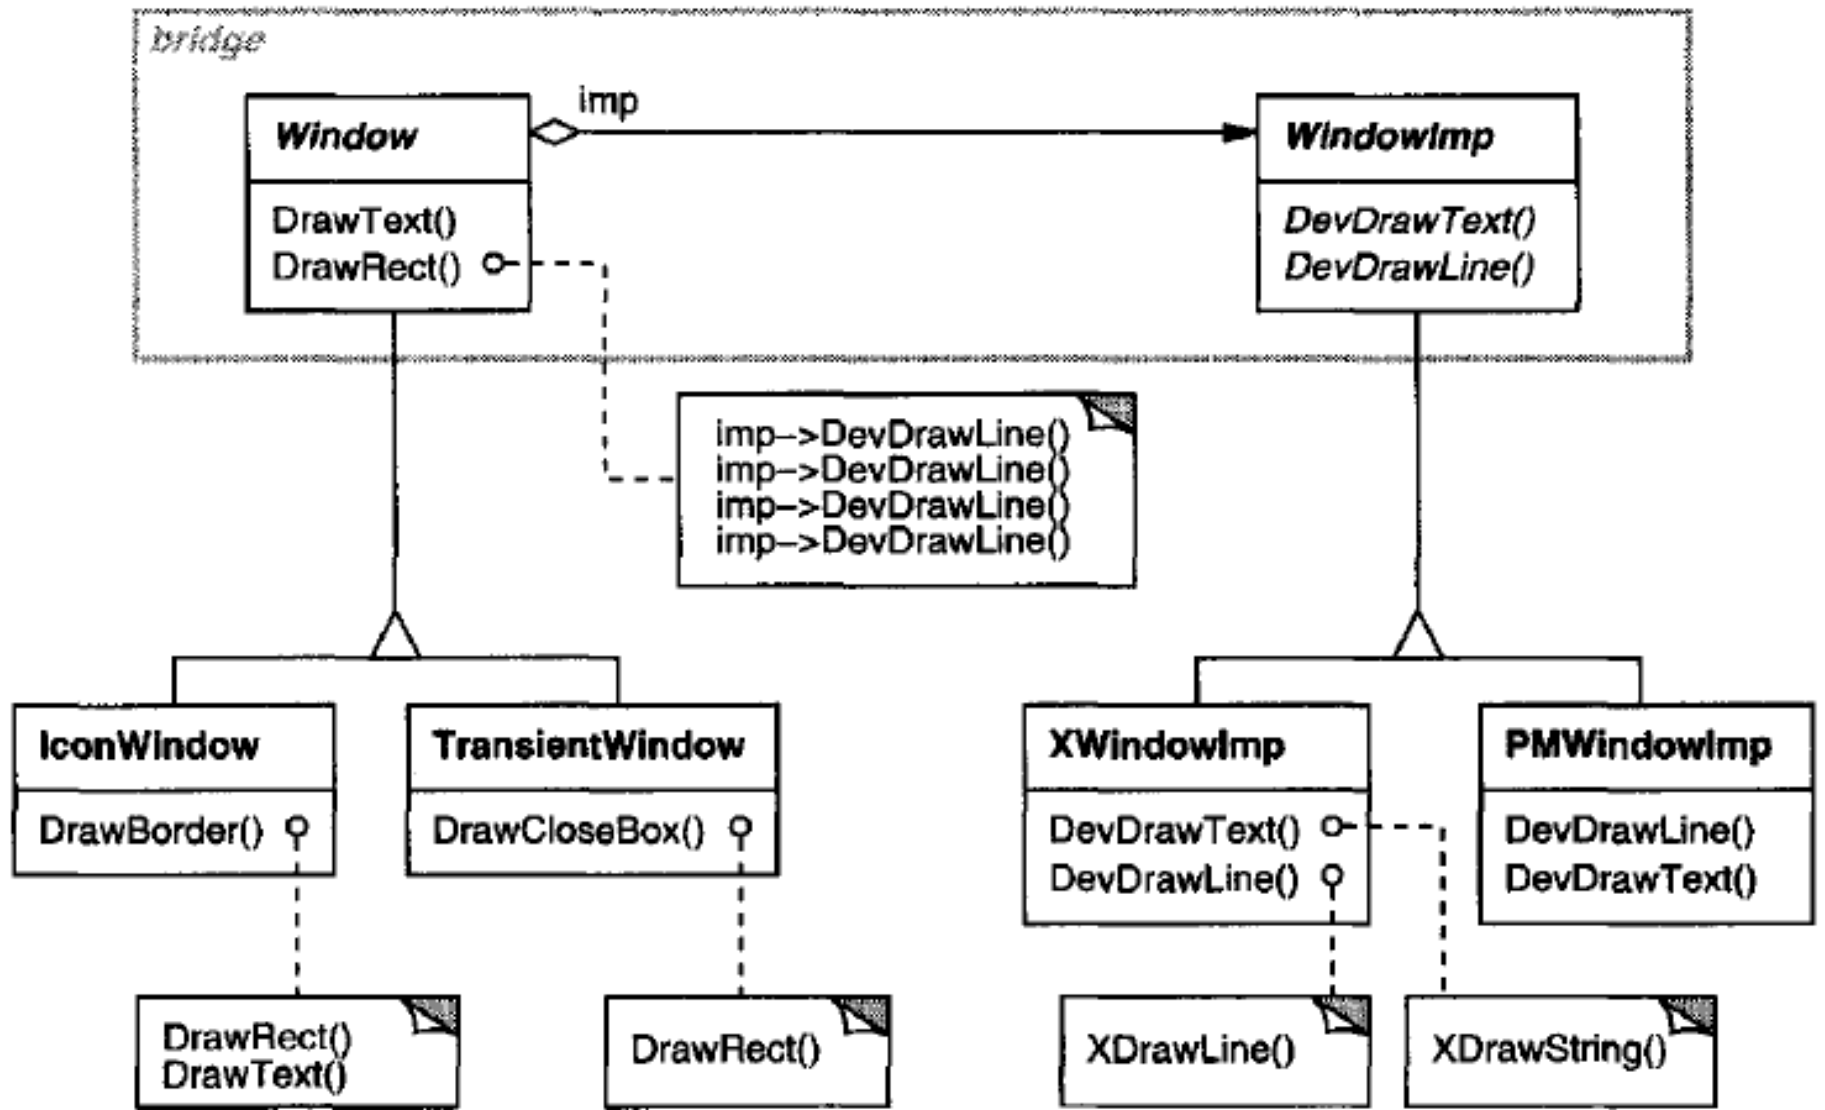 bridge
imp
Window
DrawText()
DrawRect()
WindowImp
DevDrawText()
DevDrawLine()
imp–>DevDrawLine()
imp–>DevDrawLine()
imp–>DevDrawLine()
imp–>DevDrawLine()
IconWindow
DrawBorder()
TransientWindow
DrawCloseBox()
XWindowImp
DevDrawText()
DevDrawLine()
PMWindowImp
DevDrawLine()
DevDrawText()
DrawRect()
DrawText()
DrawRect()
XDrawLine()
XDrawString()